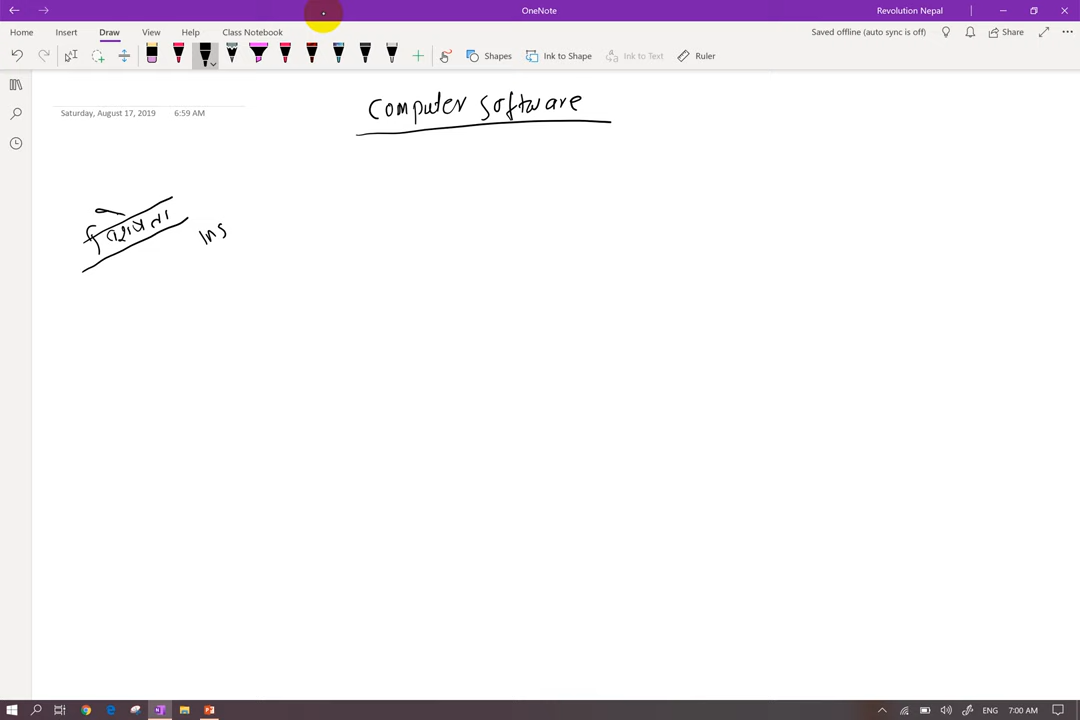 OneNote
Revolution Nepal
Home Insert Draw View Help Class Notebook
Saved offline (auto sync is off)
Share
Shapes
Ink to Shape
Ink to Text
Ruler
Computer Software
Saturday, August 17, 2019 6:59 AM
Ins
ENG 7:00 AM